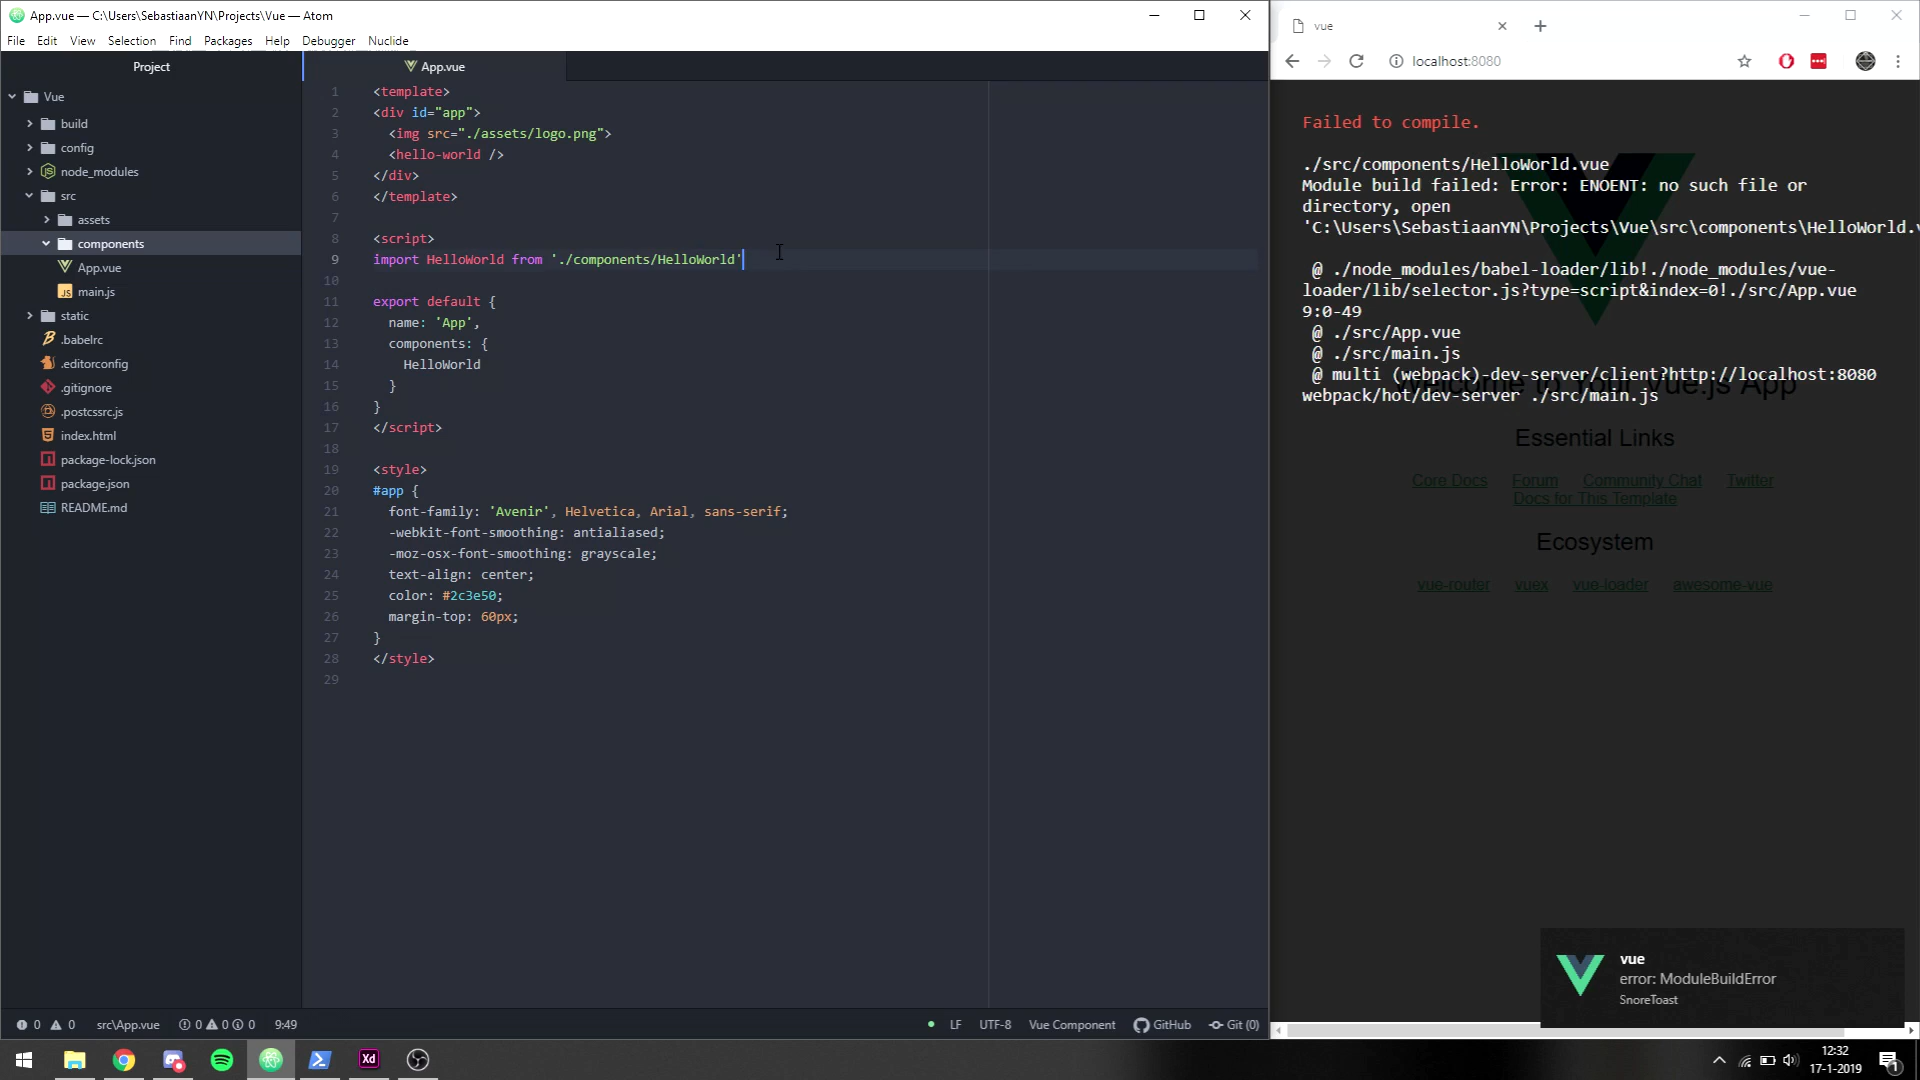 App.vue — C:\Users\SebastiaanYN\Projects\Vue — Atom
File Edit View Selection Find Packages Help Debugger Nuclide
Project
Vue
build
config
node_modules
src
assets
components
App.vue
main.js
static
.babelrc
.editorconfig
.gitignore
.postcssrc.js
index.html
package-lock.json
package.json
README.md
App.vue
1 <template>
2 <div id="app">
3 <img src="./assets/logo.png">
4 <hello-world />
5 </div>
6 </template>
7
8 <script>
9 import HelloWorld from './components/HelloWorld'
10
11 export default {
12 name: 'App',
13 components: {
14 HelloWorld
15 }
16 }
17 </script>
18
19 <style>
20 #app {
21 font-family: 'Avenir', Helvetica, Arial, sans-serif;
22 -webkit-font-smoothing: antialiased;
23 -moz-osx-font-smoothing: grayscale;
24 text-align: center;
25 color: #2c3e50;
26 margin-top: 60px;
27 }
28 </style>
29
0 0 src\App.vue 0 0 0 9:49 LF UTF-8 Vue Component GitHub Git (0)
vue
localhost:8080
Failed to compile.
./src/components/HelloWorld.vue
Module build failed: Error: ENOENT: no such file or
directory, open
'C:\Users\SebastiaanYN\Projects\Vue\src\components\HelloWorld.v
@ ./node_modules/babel-loader/lib!./node_modules/vue-
loader/lib/selector.js?type=script&index=0!./src/App.vue
9:0-49
@ ./src/App.vue
@ ./src/main.js
@ multi (webpack)-dev-server/client?http://localhost:8080
webpack/hot/dev-server ./src/main.js
Welcome to Your Vue.js App
Essential Links
Core Docs Forum Community Chat Twitter
Docs for This Template
Ecosystem
vue-router vuex vue-loader awesome-vue
vue
error: ModuleBuildError
SnoreToast
Xd
12:32
17-1-2019
1